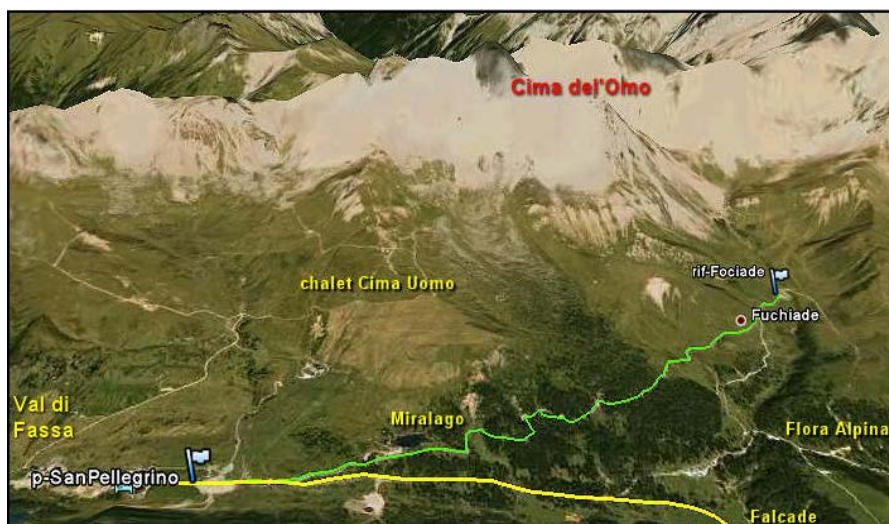 Cima del'Omo
rif-Fociade
chalet Cima Uomo
Fuchiade
Val di
Fassa
Miralago
Flora Alpina
p-SanPellegrino
Falcade